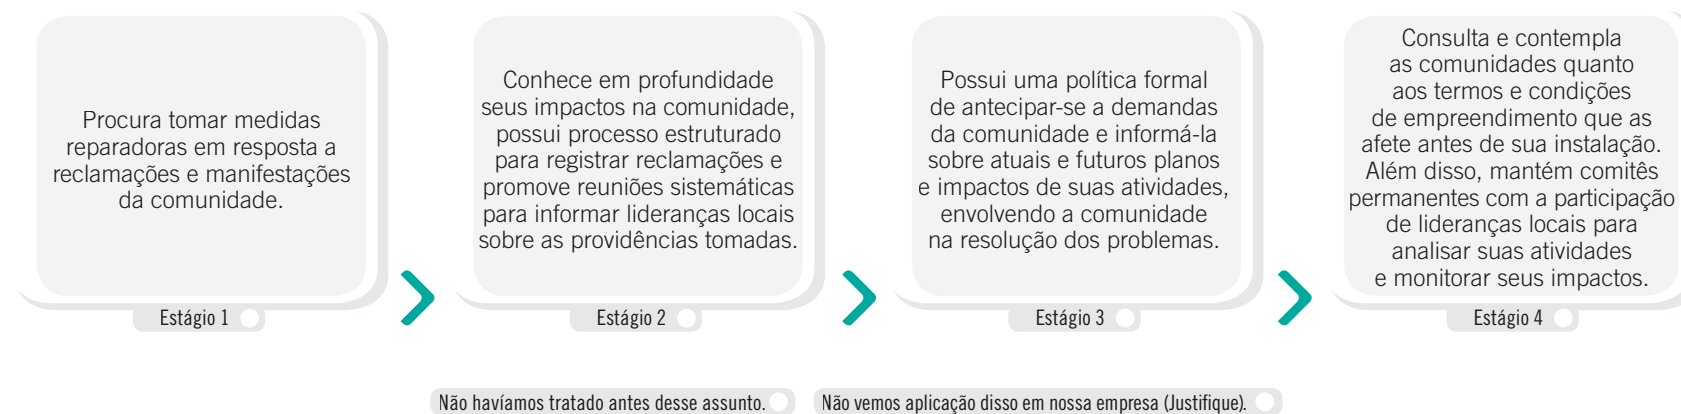 Procura tomar medidas
reparadoras em resposta a
reclamações e manifestações
da comunidade.
Estágio 1
Conhece em profundidade
seus impactos na comunidade,
possui processo estruturado
para registrar reclamações e
promove reuniões sistemáticas
para informar lideranças locais
sobre as providências tomadas.
Estágio 2
Possui uma política formal
de antecipar-se a demandas
da comunidade e informá-la
sobre atuais e futuros planos
e impactos de suas atividades,
envolvendo a comunidade
na resolução dos problemas.
Estágio 3
Consulta e contempla
as comunidades quanto
aos termos e condições
de empreendimento que as
afete antes de sua instalação.
Além disso, mantém comitês
permanentes com a participação
de lideranças locais para
analisar suas atividades
e monitorar seus impactos.
Estágio 4
Não havíamos tratado antes desse assunto.
Não vemos aplicação disso em nossa empresa (Justifique).